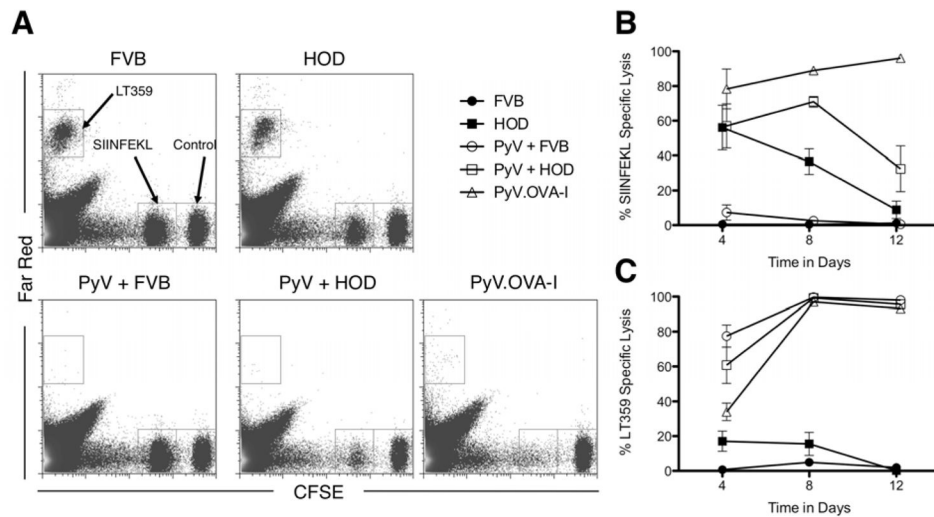 A
FVB
HOD
LT359
SIINFEKL
Control
PyV + FVB
PyV + HOD
PyV.OVA-I
Far Red
CFSE
FVB
HOD
PyV + FVB
PyV + HOD
PyV.OVA-I
B
% SIINFEKL Specific Lysis
100
80
60
40
20
0
4
8
12
Time in Days
C
% LT359 Specific Lysis
100
80
60
40
20
0
4
8
12
Time in Days